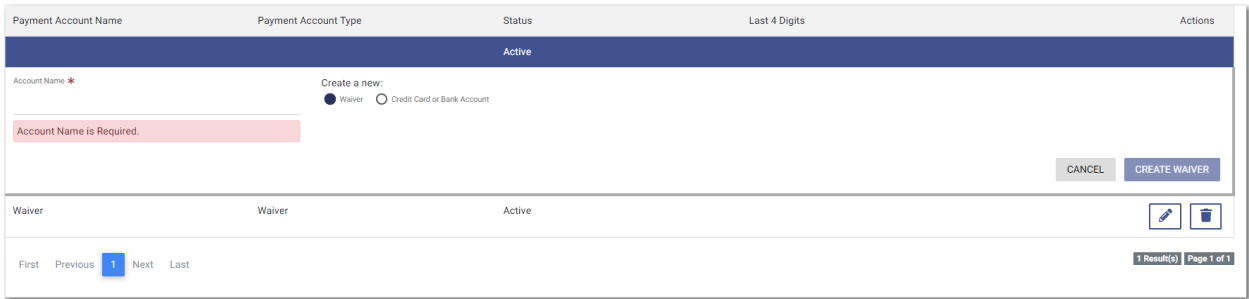 Payment Account Name Payment Account Type Status Last 4 Digits Actions
Active
Account Name * Create a new:
Waiver Credit Card or Bank Account
Account Name is Required.
CANCEL CREATE WAIVER
Waiver Waiver Active
First Previous 1 Next Last 1 Result(s) Page 1 of 1